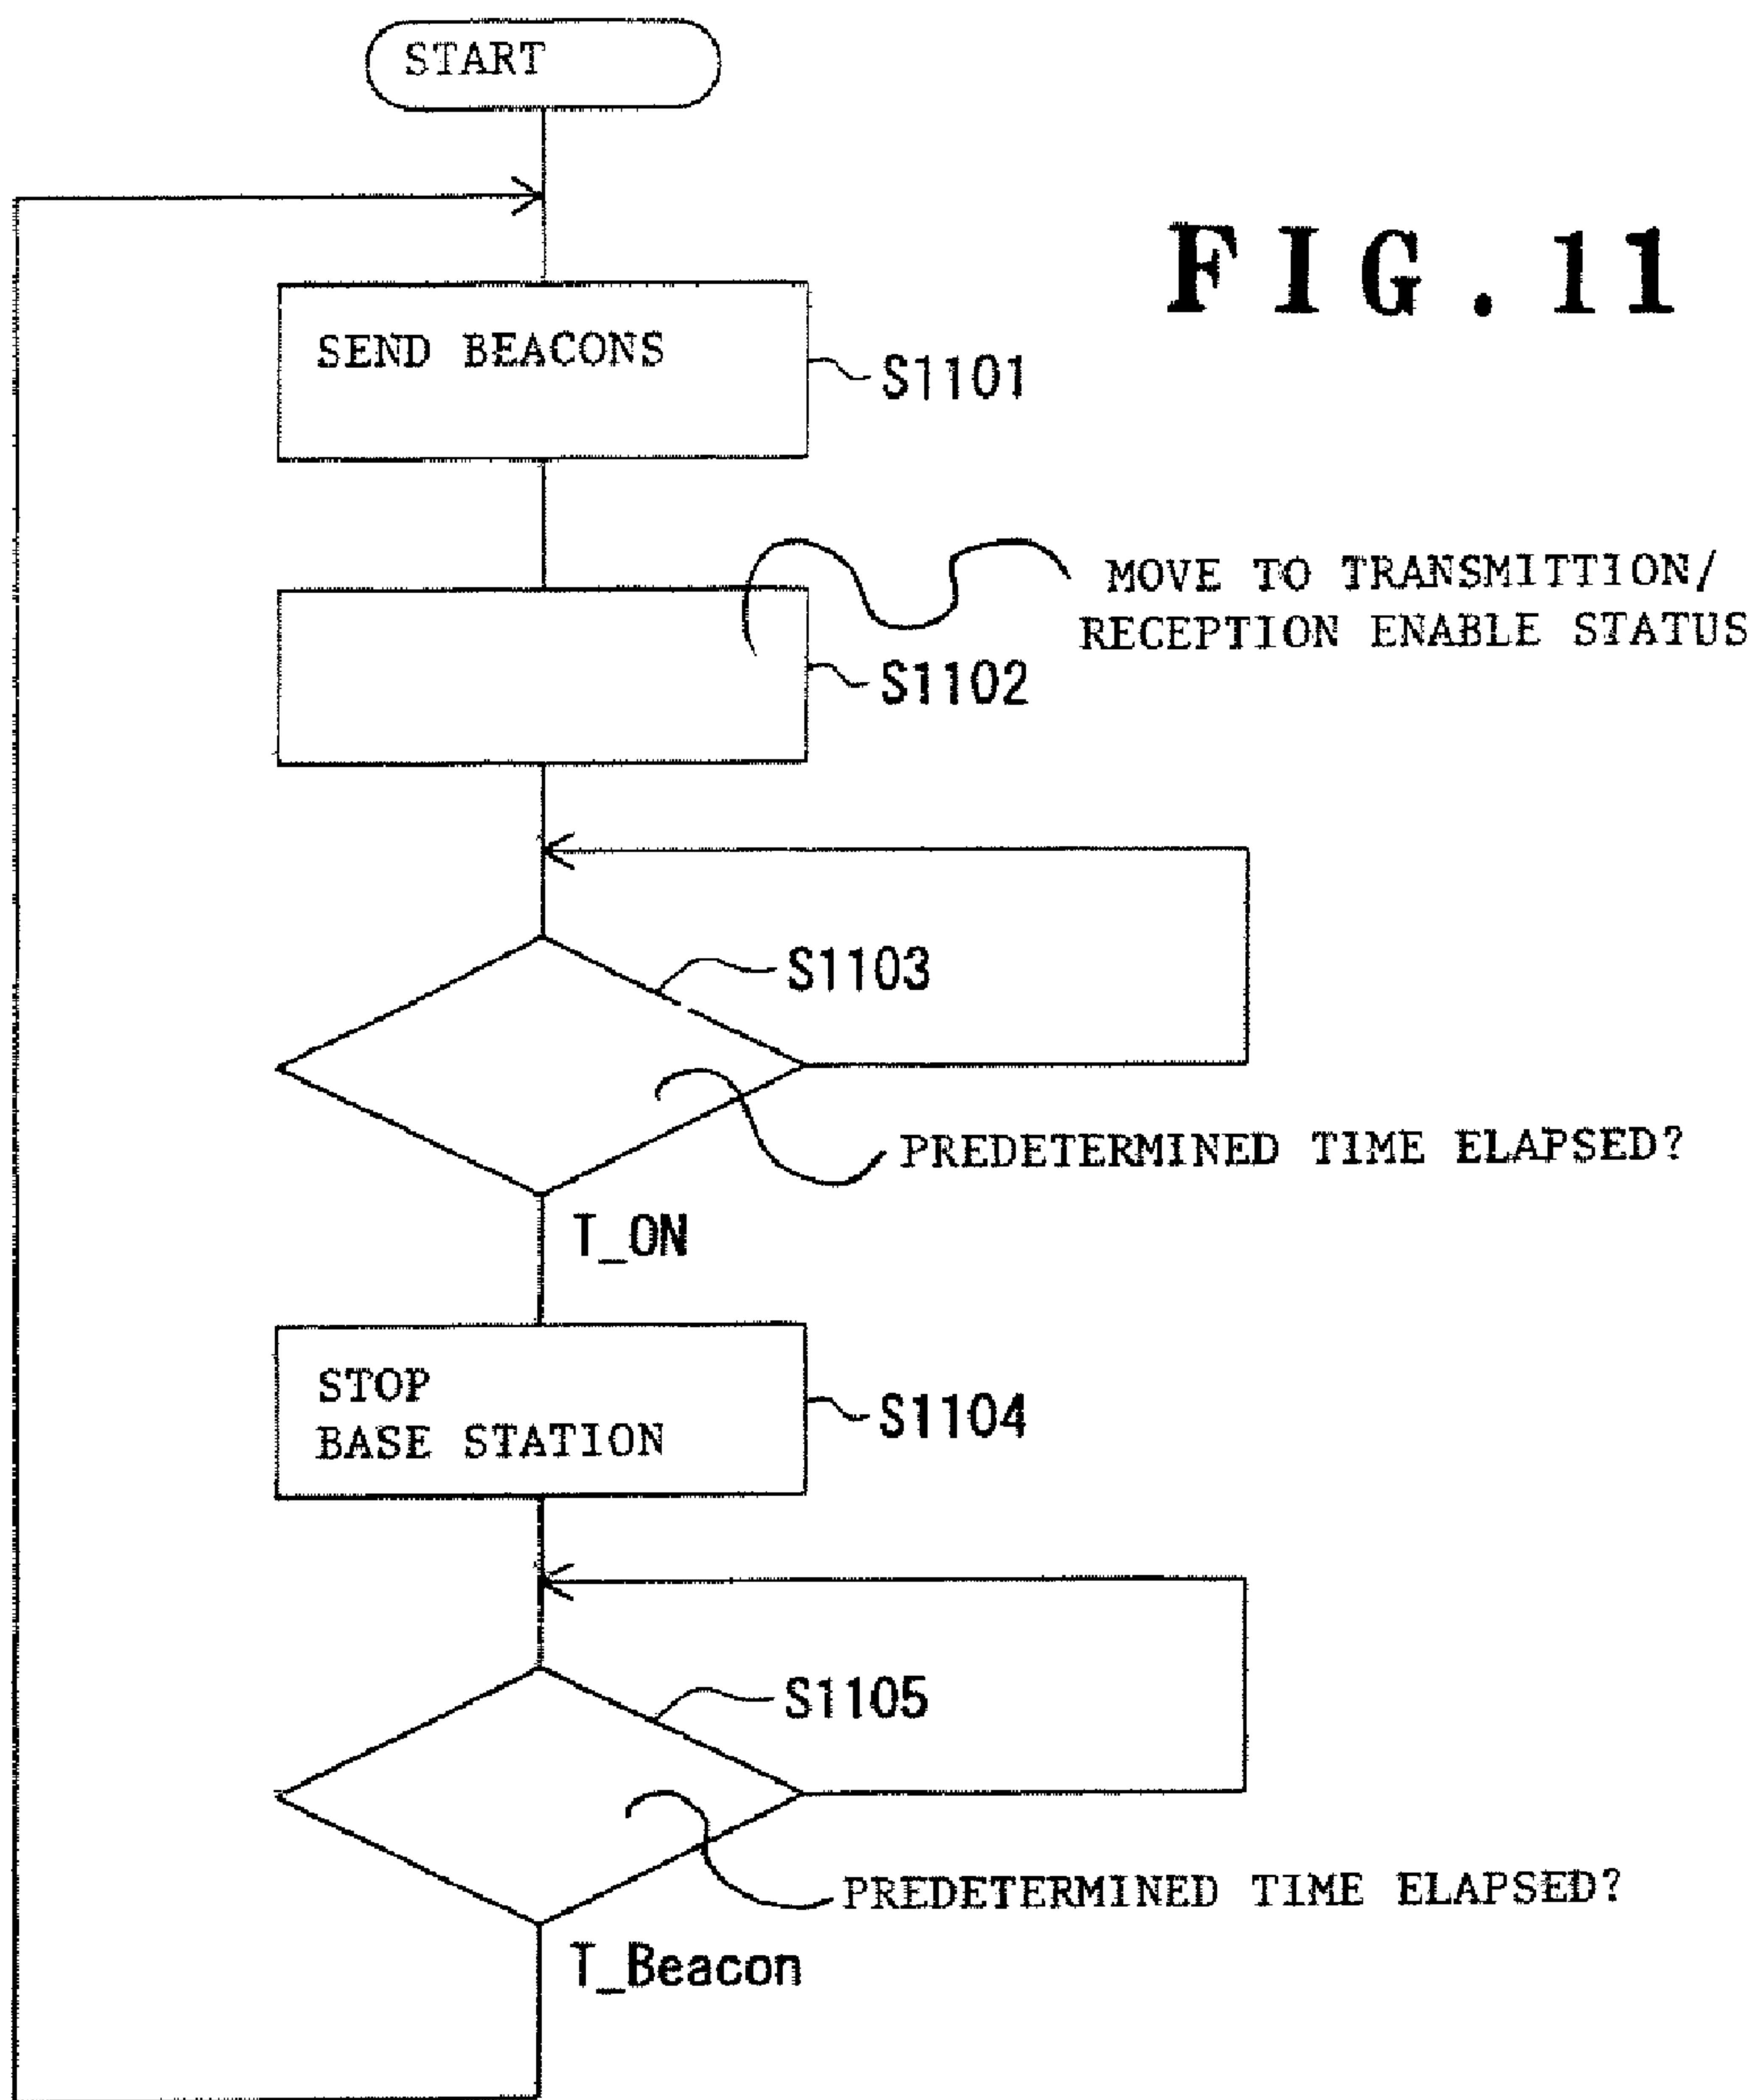 START
FIG.11
SEND BEACONS
S1101
MOVE TO TRANSMITTION/
RECEPTION ENABLE STATUS
S1102
S1103
PREDETERMINED TIME ELAPSED?
T_ON
STOP
BASE STATION
S1104
S1105
PREDETERMINED TIME ELAPSED?
T_Beacon